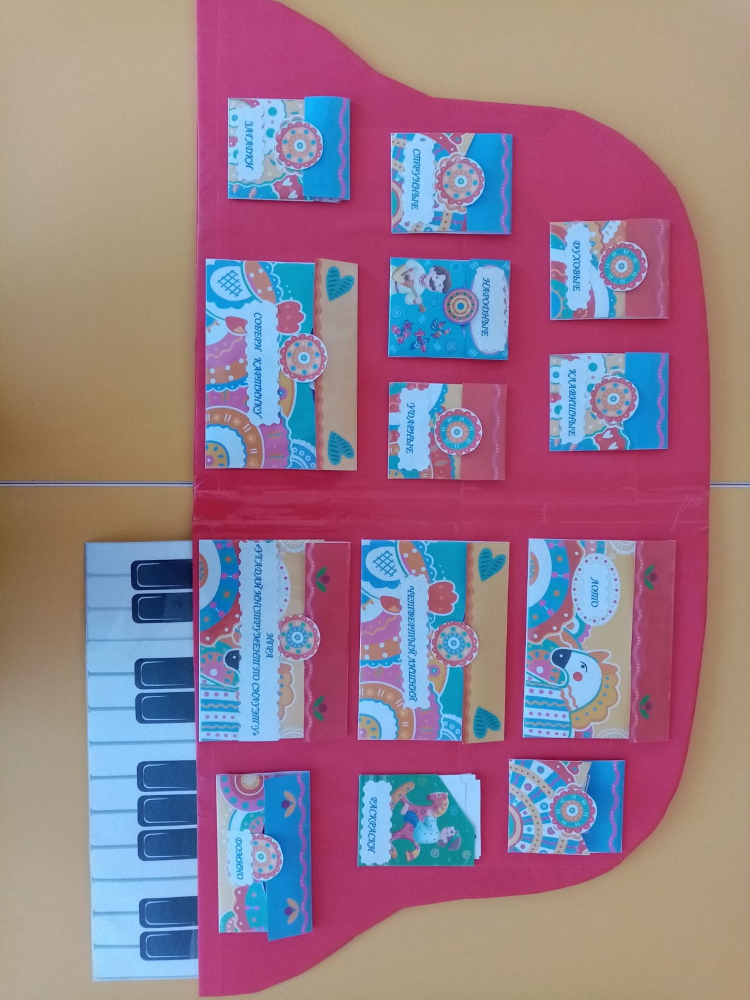 ЗАГАДКИ
СТРУННЫЕ
ДУХОВЫЕ
СОБЕРИ КАРТИНКУ
НАРОДНЫЕ
УДАРНЫЕ
КЛАВИШНЫЕ
ИГРА
«УГАДАЙ ИНСТРУМЕНТ ПО СИЛУЭТУ»
ЧЕТВЕРТЫЙ ЛИШНИЙ
ЛОТО
ДОМИНО
РАСКРАСКИ